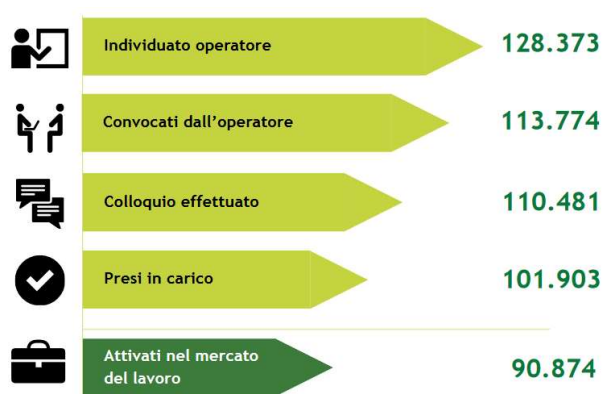 Individuato operatore 128.373
Convocati dall'operatore 113.774
Colloquio effettuato 110.481
Presi in carico 101.903
Attivati nel mercato
del lavoro 90.874